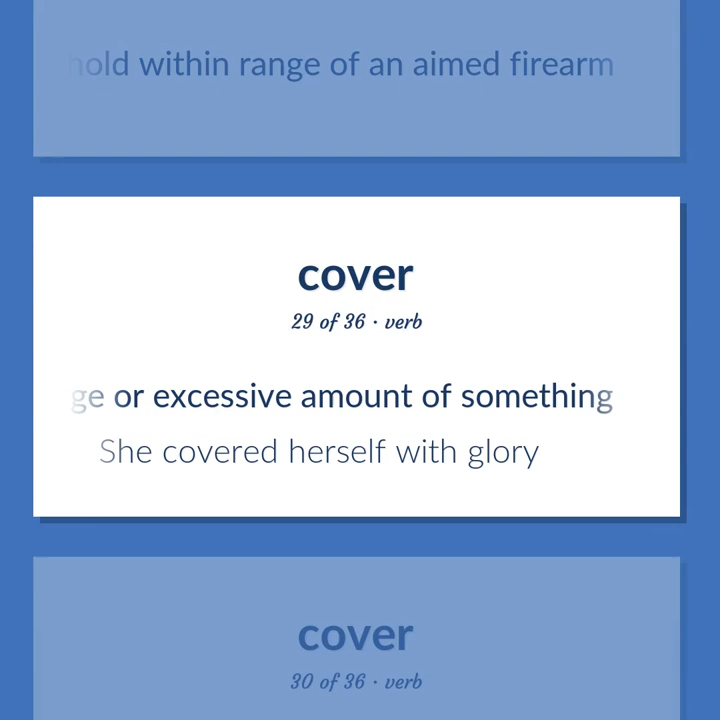 hold within range of an aimed firearm
cover
29 of 36 · verb
ge or excessive amount of something
She covered herself with glory
cover
30 of 36 · verb